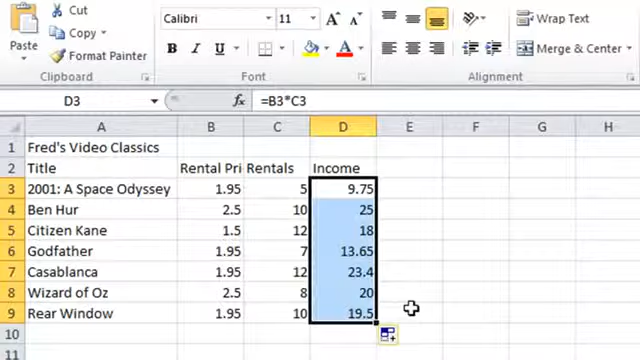 Cut
Calibri 11 A A Wrap Text
Copy
Paste
Format Painter B I U A Merge & Center
Clipboard Font Alignment
D3 fx =B3*C3
A B C D E F G H
1 Fred's Video Classics
2 Title Rental Pri Rentals Income
3 2001: A Space Odyssey 1.95 5 9.75
4 Ben Hur 2.5 10 25
5 Citizen Kane 1.5 12 18
6 Godfather 1.95 7 13.65
7 Casablanca 1.95 12 23.4
8 Wizard of Oz 2.5 8 20
9 Rear Window 1.95 10 19.5
10
11